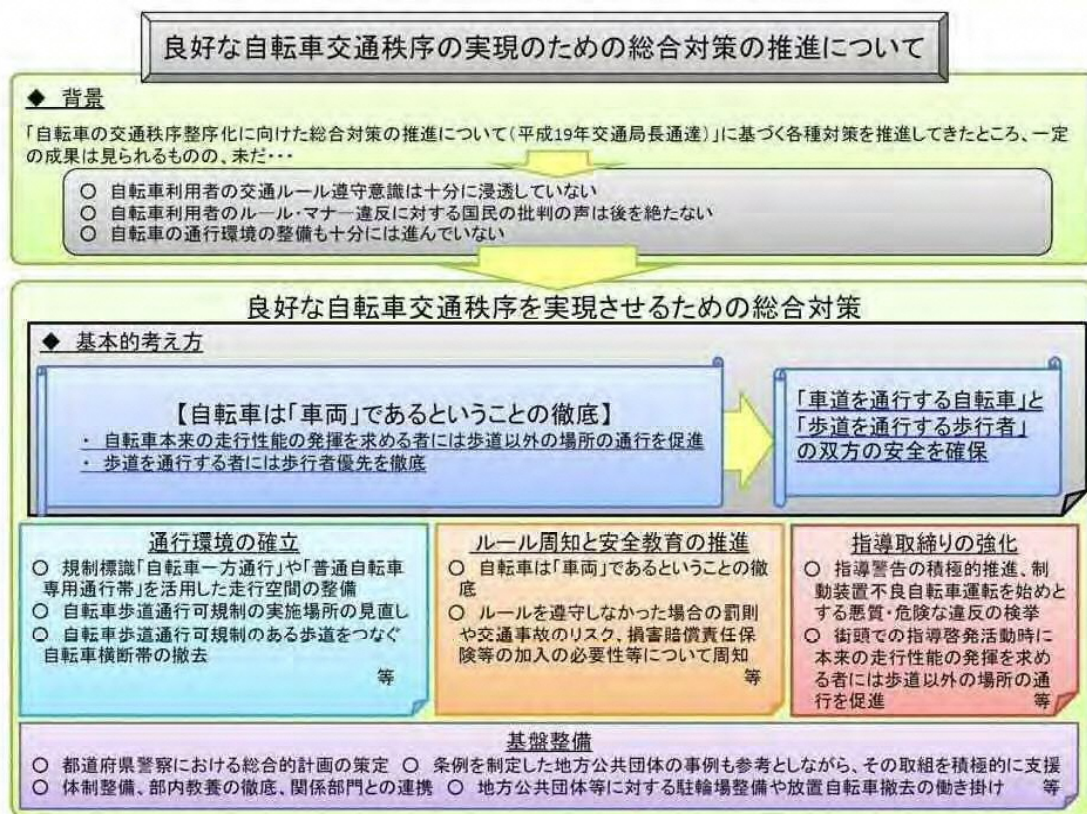 良好な自転車交通秩序の実現のための総合対策の推進について
◆ 背景
「自転車の交通秩序整序化に向けた総合対策の推進について(平成19年交通局長通達)」に基づく各種対策を推進してきたところ、一定
の成果は見られるものの、未だ・・・
○ 自転車利用者の交通ルール遵守意識は十分に浸透していない
○ 自転車利用者のルール・マナー違反に対する国民の批判の声は後を絶たない
○ 自転車の通行環境の整備も十分には進んでいない
良好な自転車交通秩序を実現させるための総合対策
◆ 基本的考え方
【自転車は「車両」であるということの徹底】
・ 自転車本来の走行性能の発揮を求める者には歩道以外の場所の通行を促進
・ 歩道を通行する者には歩行者優先を徹底
「車道を通行する自転車」と
「歩道を通行する歩行者」
の双方の安全を確保
通行環境の確立
○ 規制標識「自転車一方通行」や「普通自転車
専用通行帯」を活用した走行空間の整備
○ 自転車歩道通行可規制の実施場所の見直し
○ 自転車歩道通行可規制のある歩道をつなぐ
自転車横断帯の撤去
等
ルール周知と安全教育の推進
○ 自転車は「車両」であるということの徹
底
○ ルールを遵守しなかった場合の罰則
や交通事故のリスク、損害賠償責任保
険等の加入の必要性等について周知
等
指導取締りの強化
○ 指導警告の積極的推進、制
動装置不良自転車運転を始めと
する悪質・危険な違反の検挙
○ 街頭での指導啓発活動時に
本来の走行性能の発揮を求め
る者には歩道以外の場所の通
行を促進 等
基盤整備
○ 都道府県警察における総合的計画の策定 ○ 条例を制定した地方公共団体の事例も参考としながら、その取組を積極的に支援
○ 体制整備、部内教養の徹底、関係部門との連携 ○ 地方公共団体等に対する駐輪場整備や放置自転車撤去の働き掛け 等